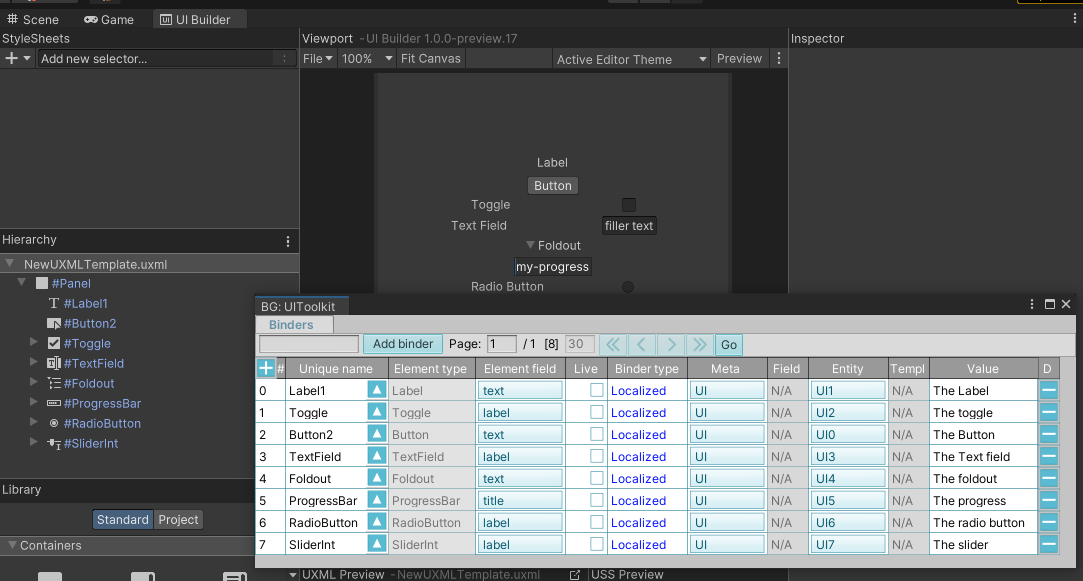 Scene Game UI Builder
StyleSheets
Add new selector...
Viewport - UI Builder 1.0.0-preview.17
File 100% Fit Canvas Active Editor Theme Preview
Inspector
Label
Button
Toggle
Text Field filler text
Foldout
my-progress
Radio Button
Hierarchy
NewUXMLTemplate.uxml
#Panel
#Label1
#Button2
#Toggle
#TextField
#Foldout
#ProgressBar
#RadioButton
#SliderInt
Library
Standard Project
Containers
BG: UIToolkit
Binders
Add binder Page: 1 / 1 [8] 30 Go
# Unique name Element type Element field Live Binder type Meta Field Entity Templ Value D
0 Label1 Label text Localized UI N/A UI1 N/A The Label
1 Toggle Toggle label Localized UI N/A UI2 N/A The toggle
2 Button2 Button text Localized UI N/A UI0 N/A The Button
3 TextField TextField label Localized UI N/A UI3 N/A The Text field
4 Foldout Foldout text Localized UI N/A UI4 N/A The foldout
5 ProgressBar ProgressBar title Localized UI N/A UI5 N/A The progress
6 RadioButton RadioButton label Localized UI N/A UI6 N/A The radio button
7 SliderInt SliderInt label Localized UI N/A UI7 N/A The slider
UXML Preview - NewUXMLTemplate.uxml USS Preview